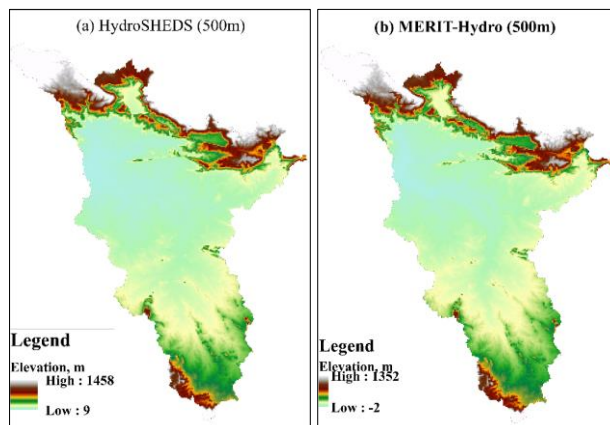 (a) HydroSHEDS (500m)
Legend
Elevation, m
High : 1458
Low : 9
(b) MERIT-Hydro (500m)
Legend
Elevation, m
High : 1352
Low : -2